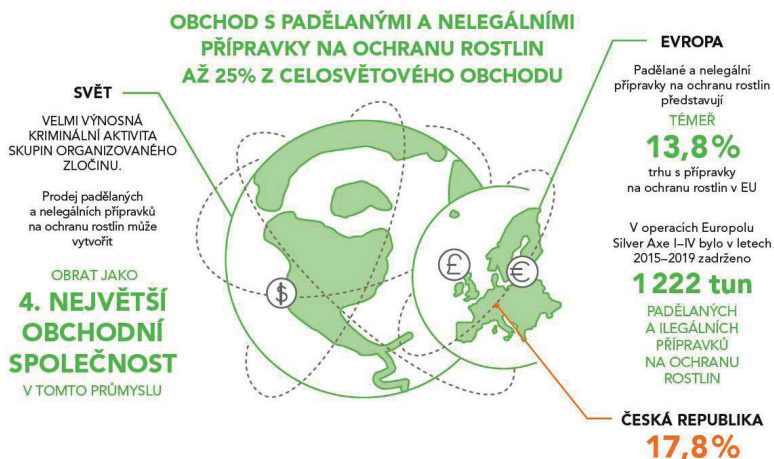 OBCHOD S PADĚLANÝMI A NELEGÁLNÍMI
PŘÍPRAVKY NA OCHRANU ROSTLIN
AŽ 25% Z CELOSVĚTOVÉHO OBCHODU
SVĚT
VELMI VÝNOSNÁ
KRIMINÁLNÍ AKTIVITA
SKUPIN ORGANIZOVANÉHO
ZLOČINU.
Prodej padělaných
a nelegálních přípravků
na ochranu rostlin může
vytvořit
OBRAT JAKO
4. NEJVĚTŠÍ
OBCHODNÍ
SPOLEČNOST
V TOMTO PRŮMYSLU
$
£
€
EVROPA
Padělané a nelegální
přípravky na ochranu rostlin
představují
TÉMĚŘ
13,8%
trhu s přípravky
na ochranu rostlin v EU
V operacích Europolu
Silver Axe I–IV bylo v letech
2015–2019 zadrženo
1 222 tun
PADĚLANÝCH
A ILEGÁLNÍCH
PŘÍPRAVKŮ
NA OCHRANU
ROSTLIN
ČESKÁ REPUBLIKA
17,8%